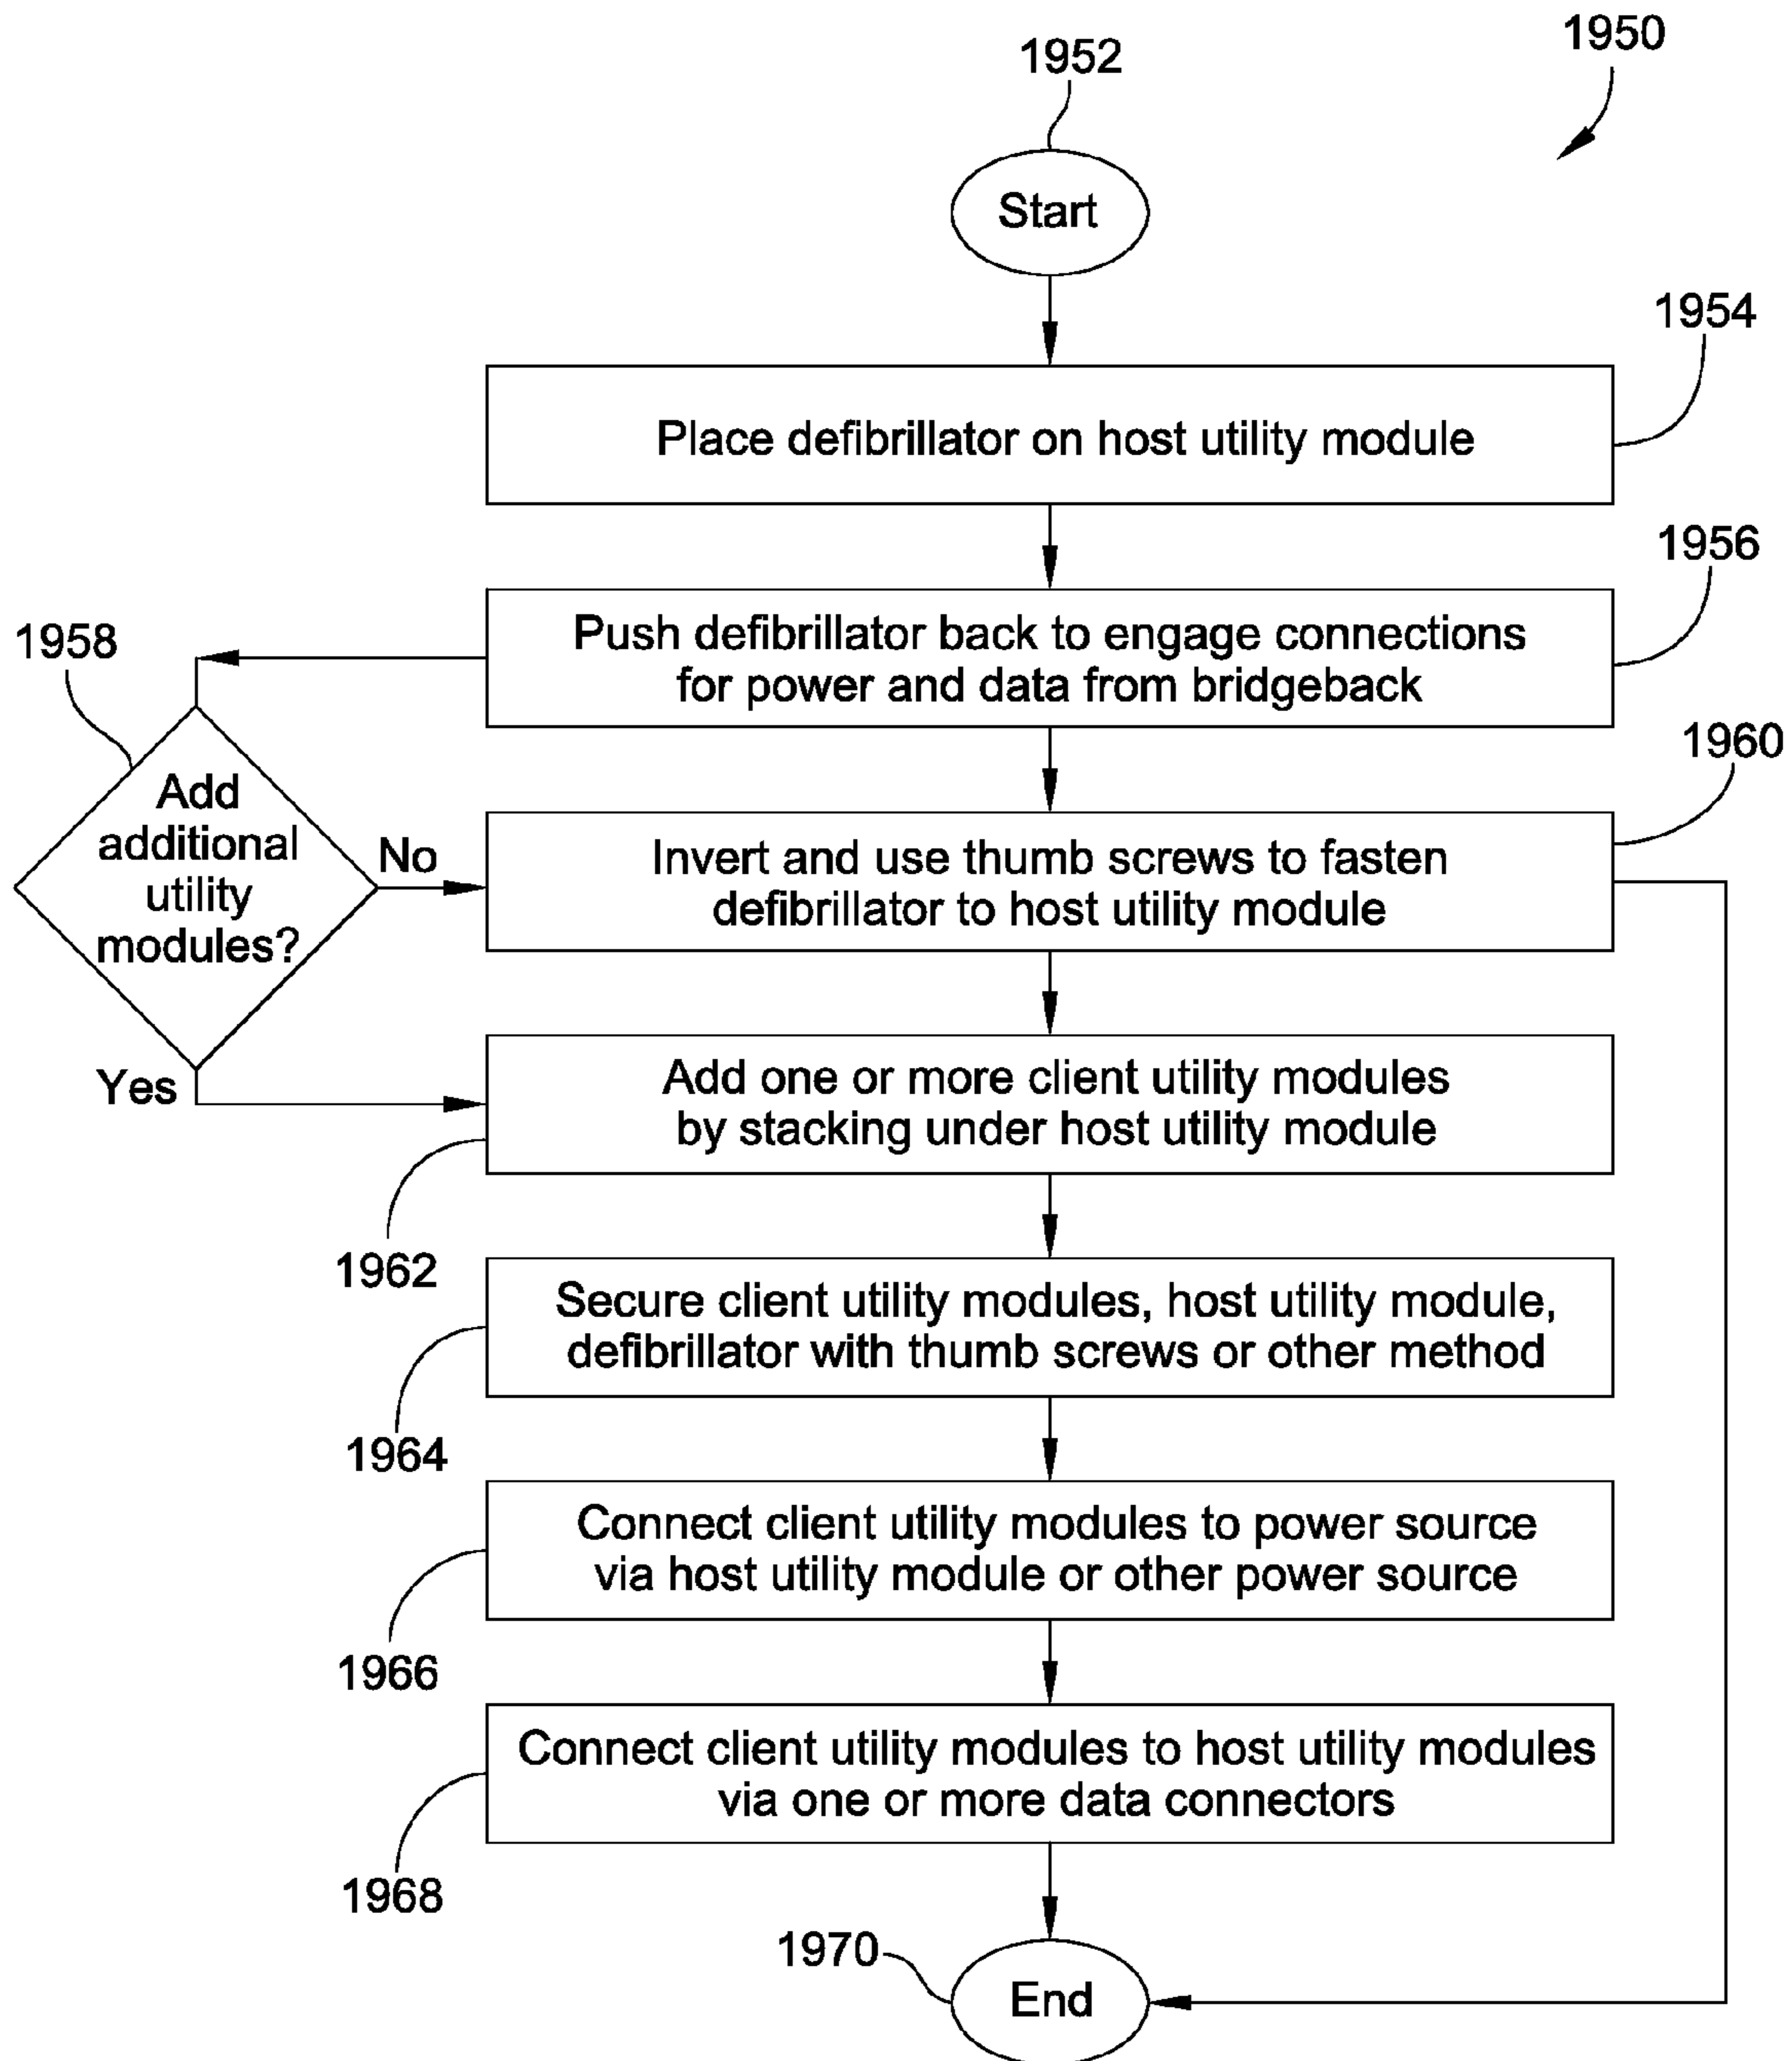 1950
1952
Start
1954
Place defibrillator on host utility module
1956
Push defibrillator back to engage connections
for power and data from bridgeback
1958
Add
additional
utility
modules?
No
Yes
1960
Invert and use thumb screws to fasten
defibrillator to host utility module
Add one or more client utility modules
by stacking under host utility module
1962
Secure client utility modules, host utility module,
defibrillator with thumb screws or other method
1964
Connect client utility modules to power source
via host utility module or other power source
1966
Connect client utility modules to host utility modules
via one or more data connectors
1968
1970
End